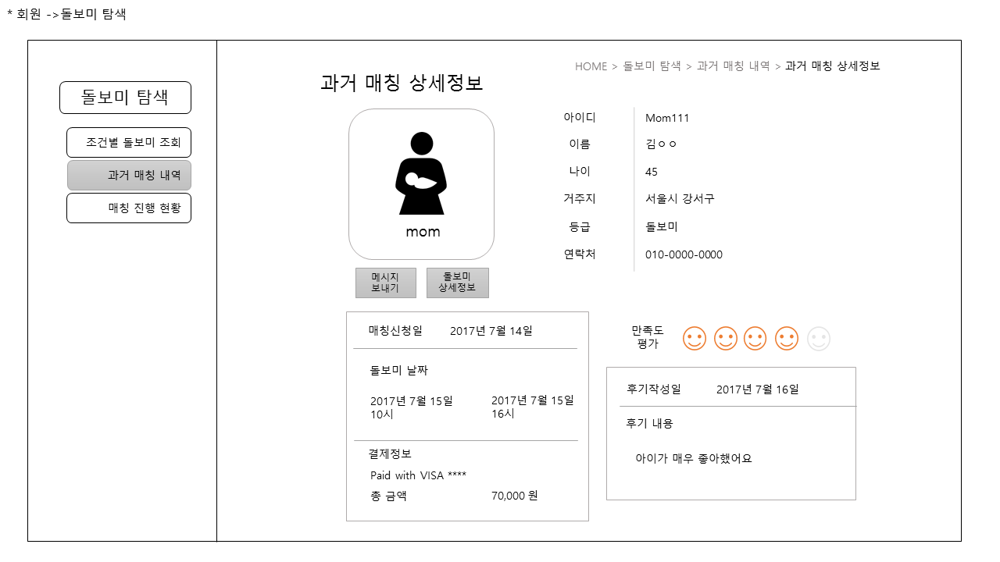 * 회원 ->돌보미 탐색
HOME > 돌보미 탐색 > 과거 매칭 내역 > 과거 매칭 상세정보
돌보미 탐색
조건별 돌보미 조회
과거 매칭 내역
매칭 진행 현황
과거 매칭 상세정보
mom
메시지
보내기
돌보미
상세정보
아이디 Mom111
이름 김ㅇㅇ
나이 45
거주지 서울시 강서구
등급 돌보미
연락처 010-0000-0000
매칭신청일 2017년 7월 14일
돌보미 날짜
2017년 7월 15일
10시
2017년 7월 15일
16시
결제정보
Paid with VISA ****
총 금액 70,000 원
만족도
평가
후기작성일 2017년 7월 16일
후기 내용
아이가 매우 좋아했어요